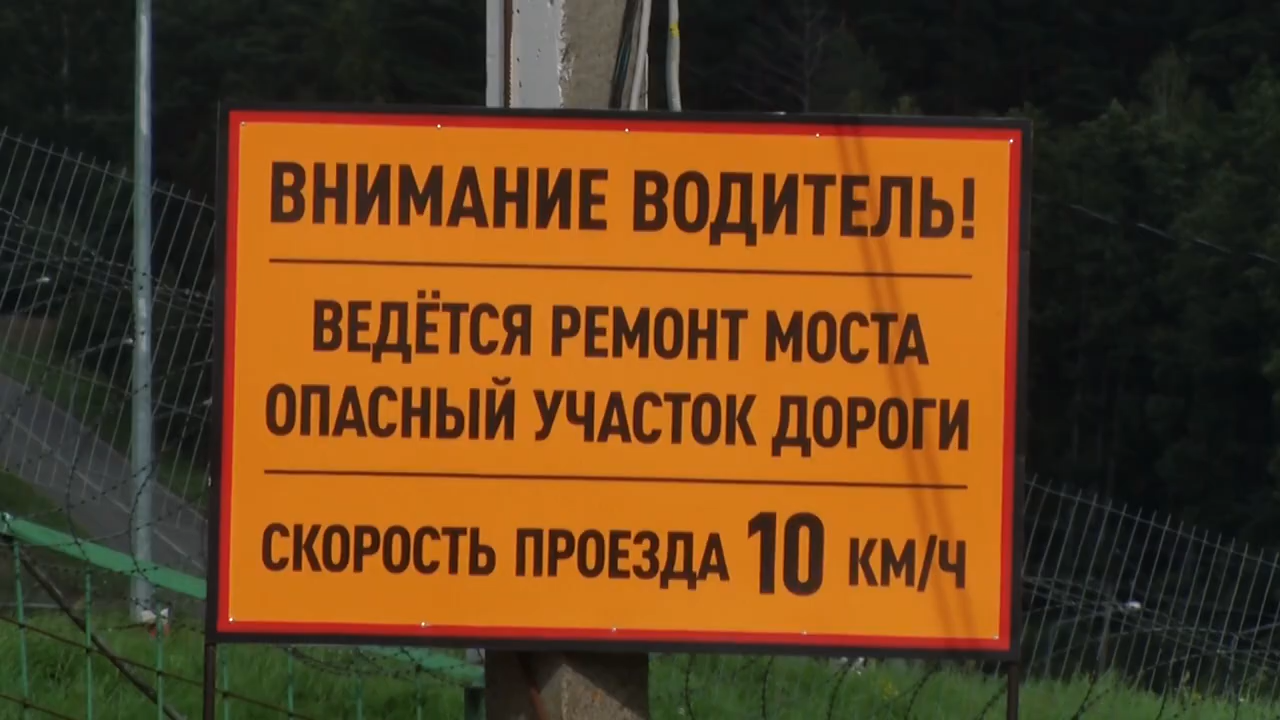 ВНИМАНИЕ ВОДИТЕЛЬ!
ВЕДЁТСЯ РЕМОНТ МОСТА
ОПАСНЫЙ УЧАСТОК ДОРОГИ
СКОРОСТЬ ПРОЕЗДА 10 КМ/Ч